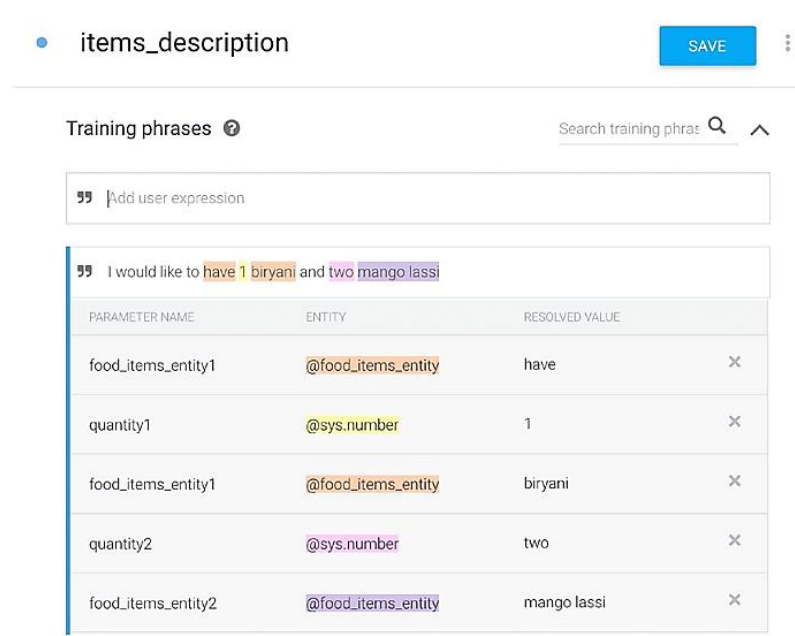 items_description
SAVE
Training phrases
Search training phras
Add user expression
I would like to have 1 biryani and two mango lassi
PARAMETER NAME ENTITY RESOLVED VALUE
food_items_entity1 @food_items_entity have
quantity1 @sys.number 1
food_items_entity1 @food_items_entity biryani
quantity2 @sys.number two
food_items_entity2 @food_items_entity mango lassi